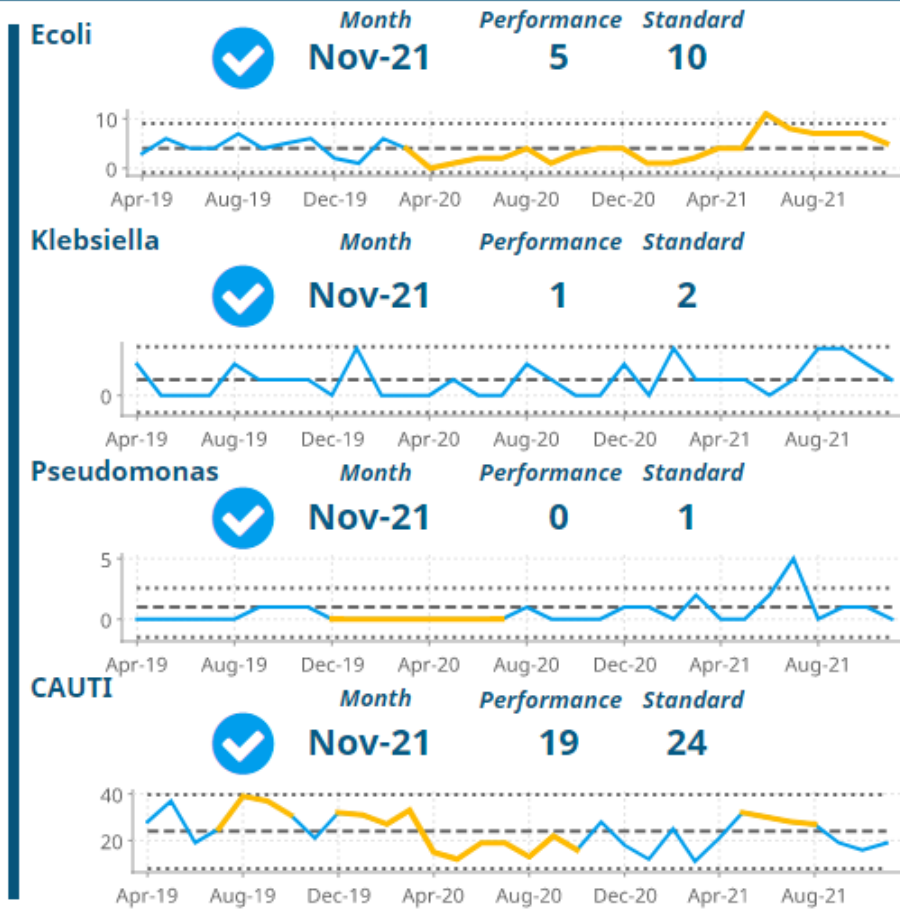 Ecoli
Month Performance Standard
Nov-21 5 10
10
0
Apr-19 Aug-19 Dec-19 Apr-20 Aug-20 Dec-20 Apr-21 Aug-21
Klebsiella
Month Performance Standard
Nov-21 1 2
0
Apr-19 Aug-19 Dec-19 Apr-20 Aug-20 Dec-20 Apr-21 Aug-21
Pseudomonas
Month Performance Standard
Nov-21 0 1
5
0
Apr-19 Aug-19 Dec-19 Apr-20 Aug-20 Dec-20 Apr-21 Aug-21
CAUTI
Month Performance Standard
Nov-21 19 24
40
20
Apr-19 Aug-19 Dec-19 Apr-20 Aug-20 Dec-20 Apr-21 Aug-21